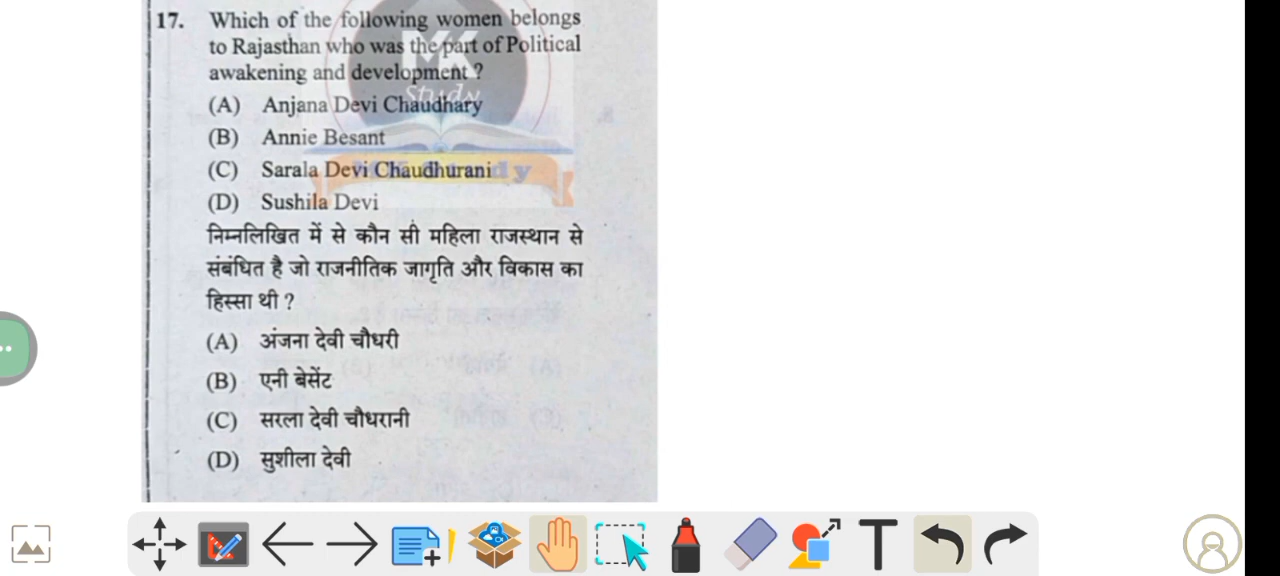 17. Which of the following women belongs
to Rajasthan who was the part of Political
awakening and development ?
(A) Anjana Devi Chaudhary
(B) Annie Besant
(C) Sarala Devi Chaudhurani
(D) Sushila Devi
निम्नलिखित में से कौन सी महिला राजस्थान से
संबंधित है जो राजनीतिक जागृति और विकास का
हिस्सा थी ?
(A) अंजना देवी चौधरी
(B) एनी बेसेंट
(C) सरला देवी चौधरानी
(D) सुशीला देवी
MK
Study
T